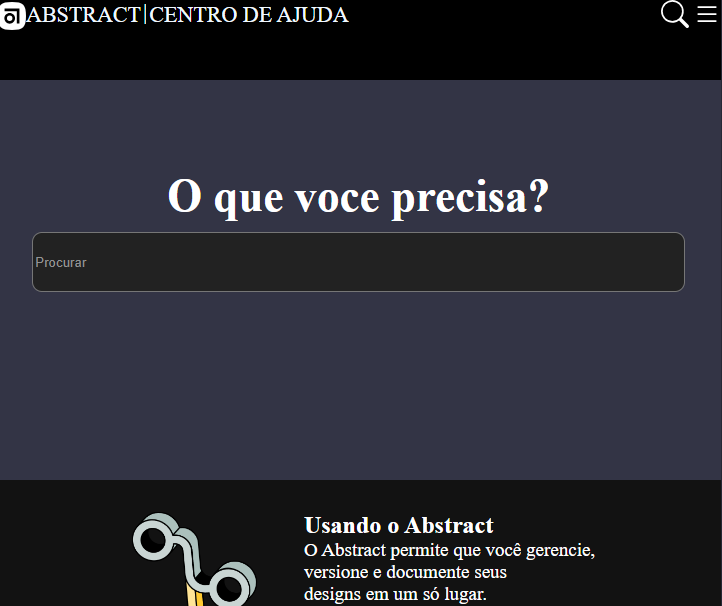 ABSTRACT|CENTRO DE AJUDA
O que voce precisa?
Procurar
Usando o Abstract
O Abstract permite que você gerencie,
versione e documente seus
designs em um só lugar.